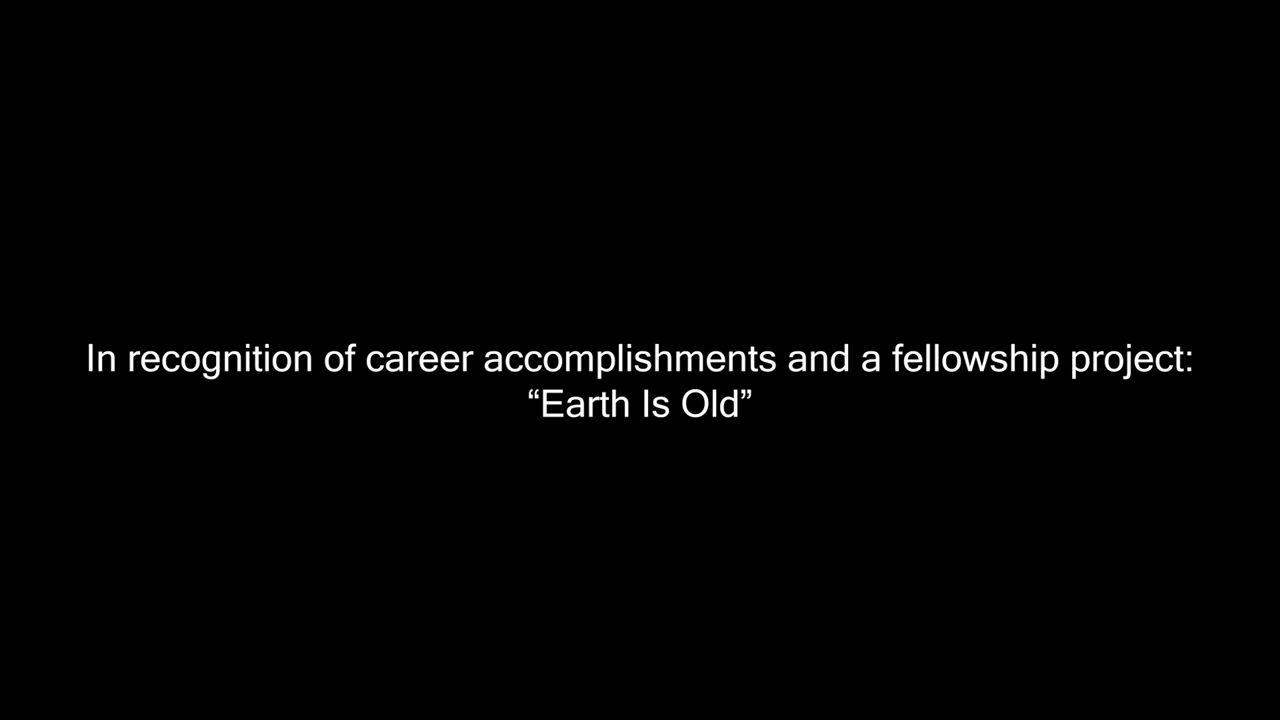 In recognition of career accomplishments and a fellowship project:
“Earth Is Old”